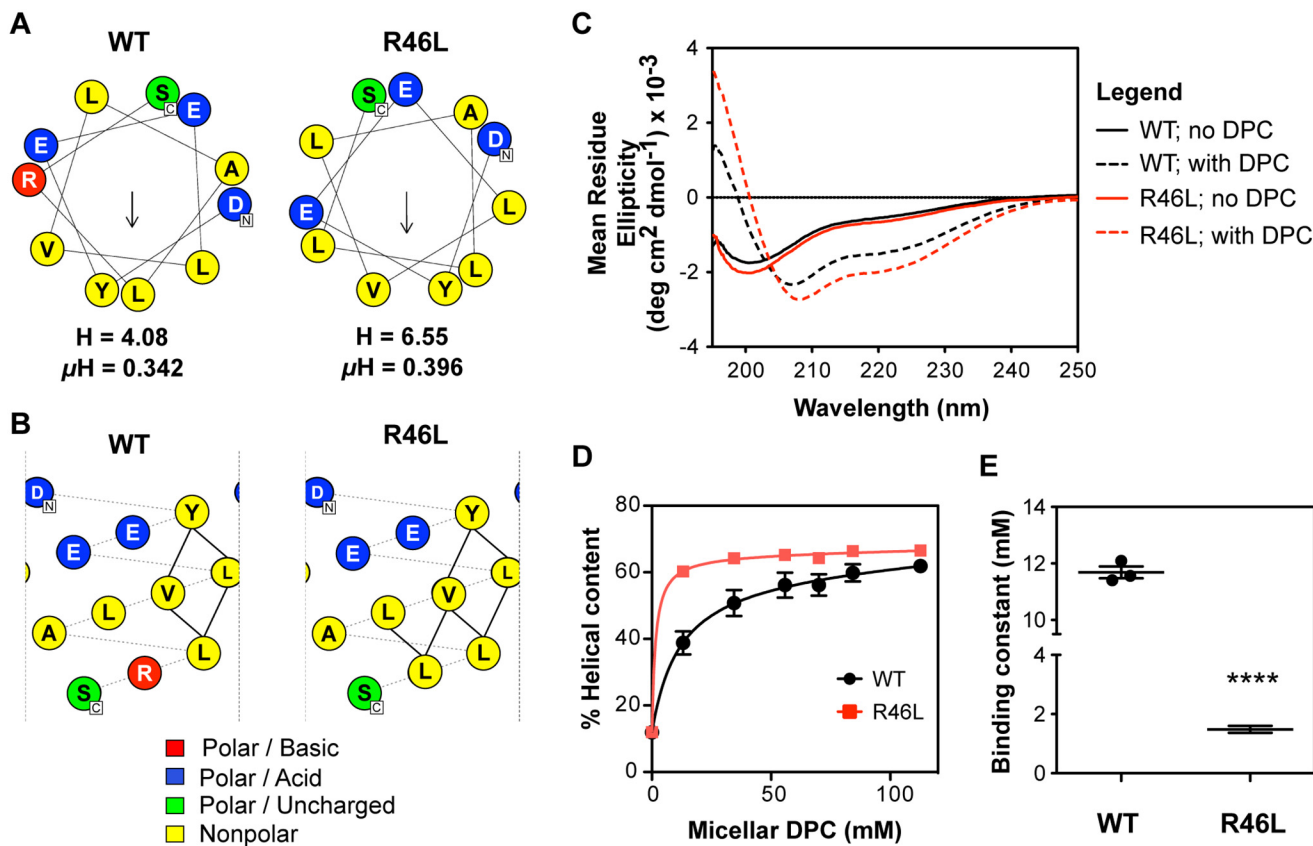 A
WT
R46L
L
S
C
E
E
A
R
D
N
V
L
Y
L
S
C
E
A
L
D
N
E
L
L
L
V
Y
H = 4.08
µH = 0.342
H = 6.55
µH = 0.396
B
WT
R46L
D
N
Y
E
E
L
V
L
A
L
R
S
C
D
N
Y
E
E
L
V
L
A
L
L
S
C
Polar / Basic
Polar / Acid
Polar / Uncharged
Nonpolar
C
Mean Residue
Ellipticity
(deg cm² dmol⁻¹) x 10⁻³
4
2
0
-2
-4
200
210
220
230
240
250
Wavelength (nm)
Legend
WT; no DPC
WT; with DPC
R46L; no DPC
R46L; with DPC
D
% Helical content
80
60
40
20
0
0
50
100
Micellar DPC (mM)
WT
R46L
E
Binding constant (mM)
14
12
10
4
2
0
****
WT
R46L